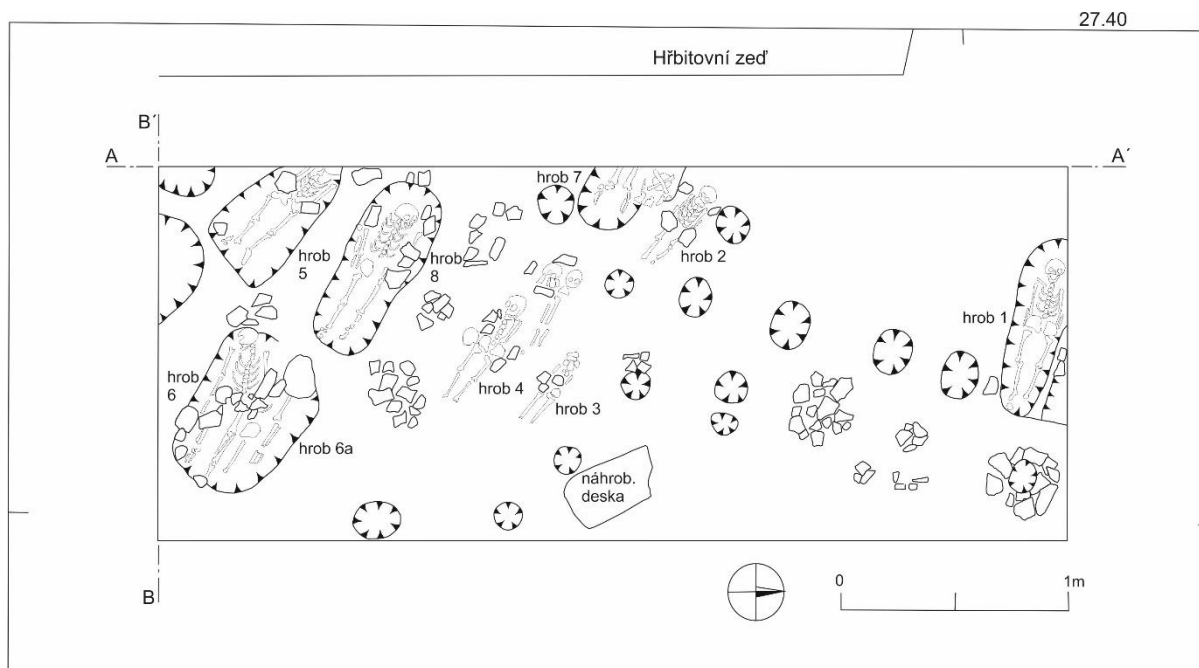 27.40
Hřbitovní zeď
B´
A
A´
hrob 7
hrob
5
hrob
8
hrob 2
hrob 1
hrob
6
hrob 4
hrob 3
hrob 6a
náhrob.
deska
B
0
1m